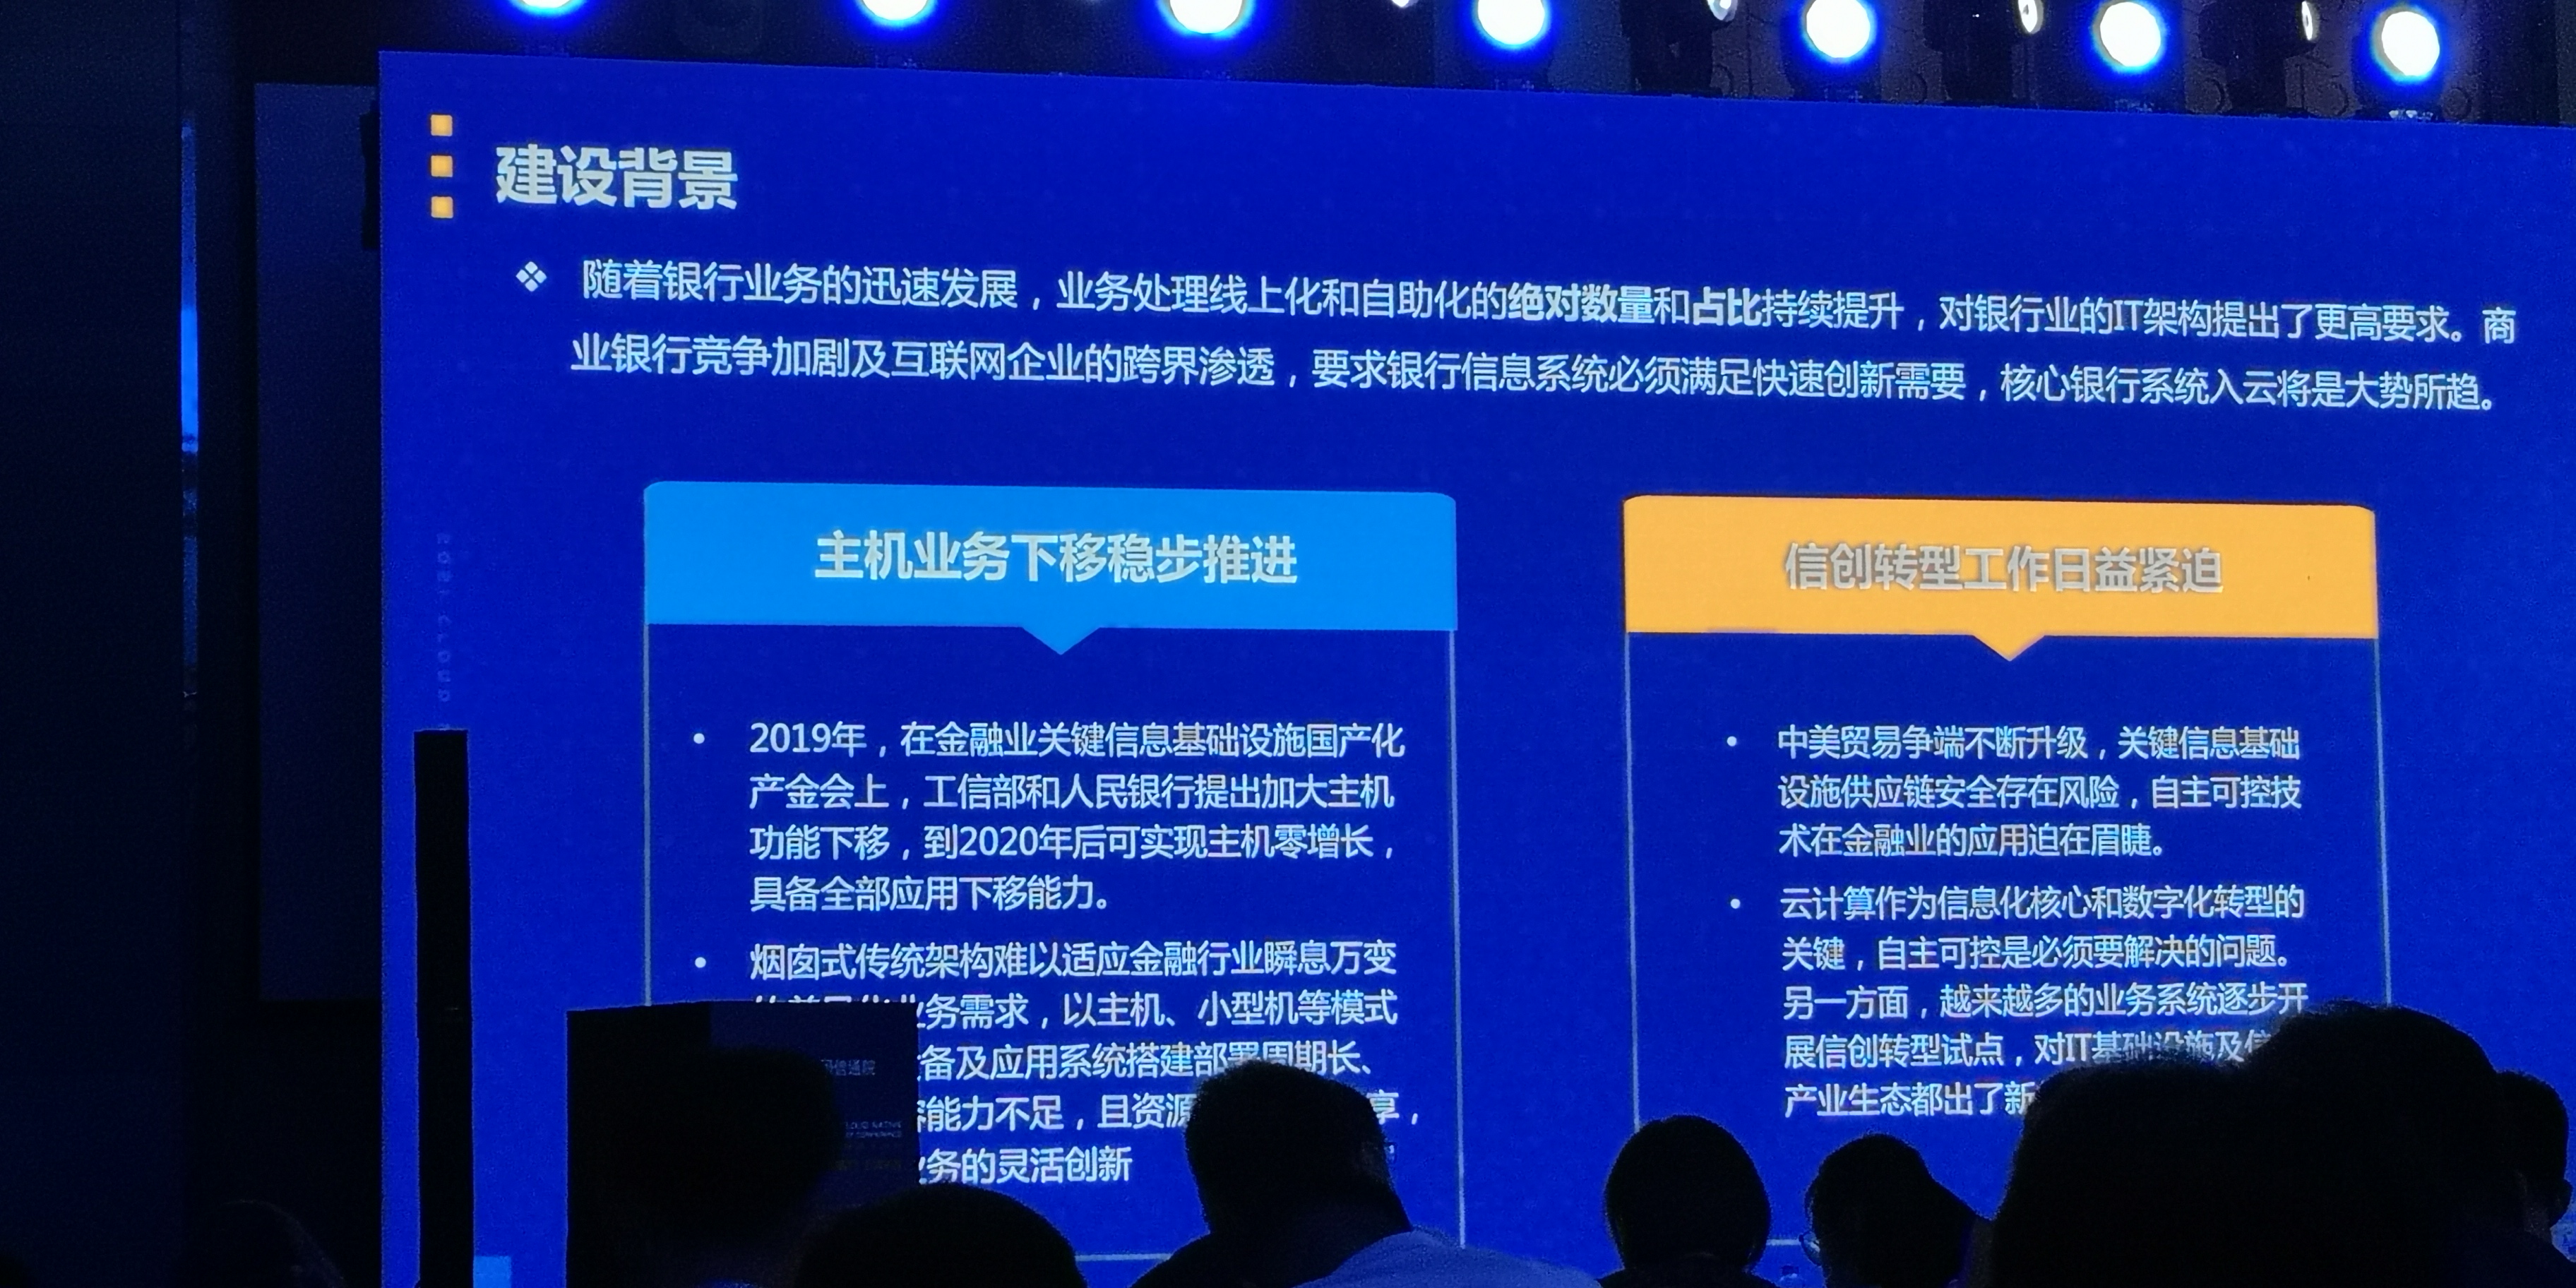 建设背景
随着银行业务的迅速发展，业务处理线上化和自助化的绝对数量和占比持续提升，对银行业的IT架构提出了更高要求。商
业银行竞争加剧及互联网企业的跨界渗透，要求银行信息系统必须满足快速创新需要，核心银行系统入云将是大势所趋。
主机业务下移稳步推进
2019年，在金融业关键信息基础设施国产化
产金会上，工信部和人民银行提出加大主机
功能下移，到2020年后可实现主机零增长，
具备全部应用下移能力。
烟囱式传统架构难以适应金融行业瞬息万变
务需求，以主机、小型机等模式
备及应用系统搭建部署周期长、
能力不足，且资源 享，
务的灵活创新
信创转型工作日益紧迫
中美贸易争端不断升级，关键信息基础
设施供应链安全存在风险，自主可控技
术在金融业的应用迫在眉睫。
云计算作为信息化核心和数字化转型的
关键，自主可控是必须要解决的问题。
另一方面，越来越多的业务系统逐步开
展信创转型试点，对IT基础设施及信
产业生态都出了新
信通院